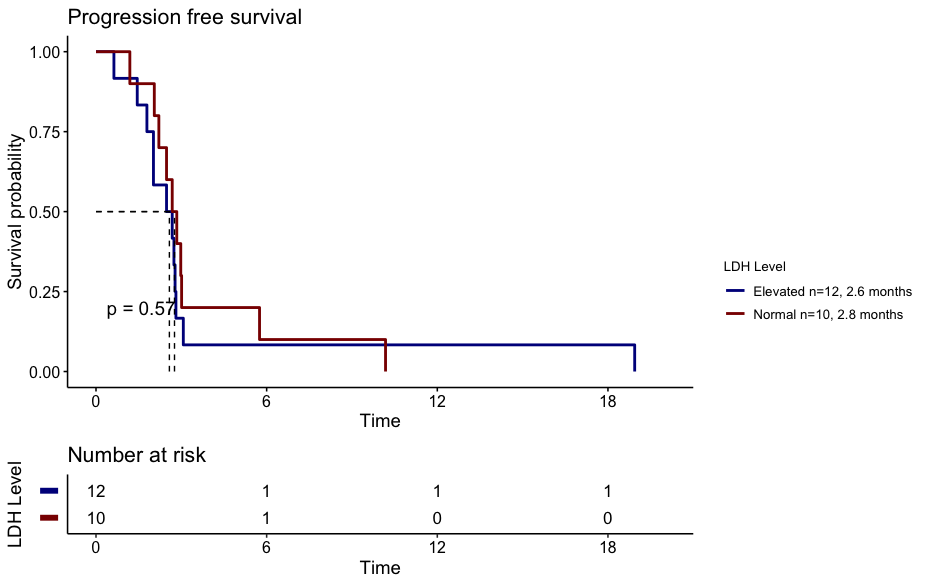 Progression free survival
Survival probability
1.00
0.75
0.50
0.25
0.00
p = 0.57
0 6 12 18
Time
LDH Level
Elevated n=12, 2.6 months
Normal n=10, 2.8 months
Number at risk
LDH Level
12 1 1 1
10 1 0 0
0 6 12 18
Time